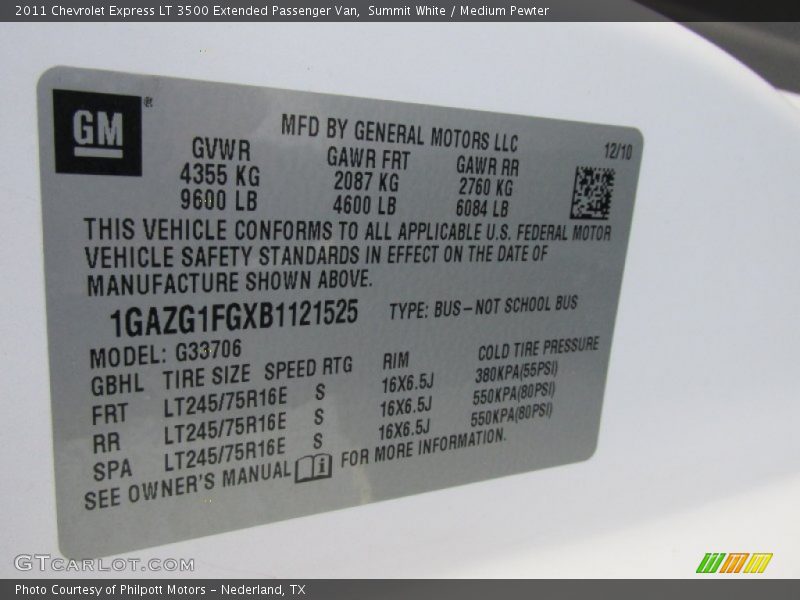 2011 Chevrolet Express LT 3500 Extended Passenger Van, Summit White / Medium Pewter
GM®
MFD BY GENERAL MOTORS LLC
12/10
GVWR GAWR FRT GAWR RR
4355 KG 2087 KG 2760 KG
9600 LB 4600 LB 6084 LB
THIS VEHICLE CONFORMS TO ALL APPLICABLE U.S. FEDERAL MOTOR
VEHICLE SAFETY STANDARDS IN EFFECT ON THE DATE OF
MANUFACTURE SHOWN ABOVE.
1GAZG1FGXB1121525 TYPE: BUS-NOT SCHOOL BUS
MODEL: G33706
GBHL TIRE SIZE SPEED RTG RIM COLD TIRE PRESSURE
FRT LT245/75R16E S 16X6.5J 380KPA(55PSI)
RR LT245/75R16E S 16X6.5J 550KPA(80PSI)
SPA LT245/75R16E S 16X6.5J 550KPA(80PSI)
SEE OWNER'S MANUAL FOR MORE INFORMATION.
GTCARLOT.COM
Photo Courtesy of Philpott Motors - Nederland, TX